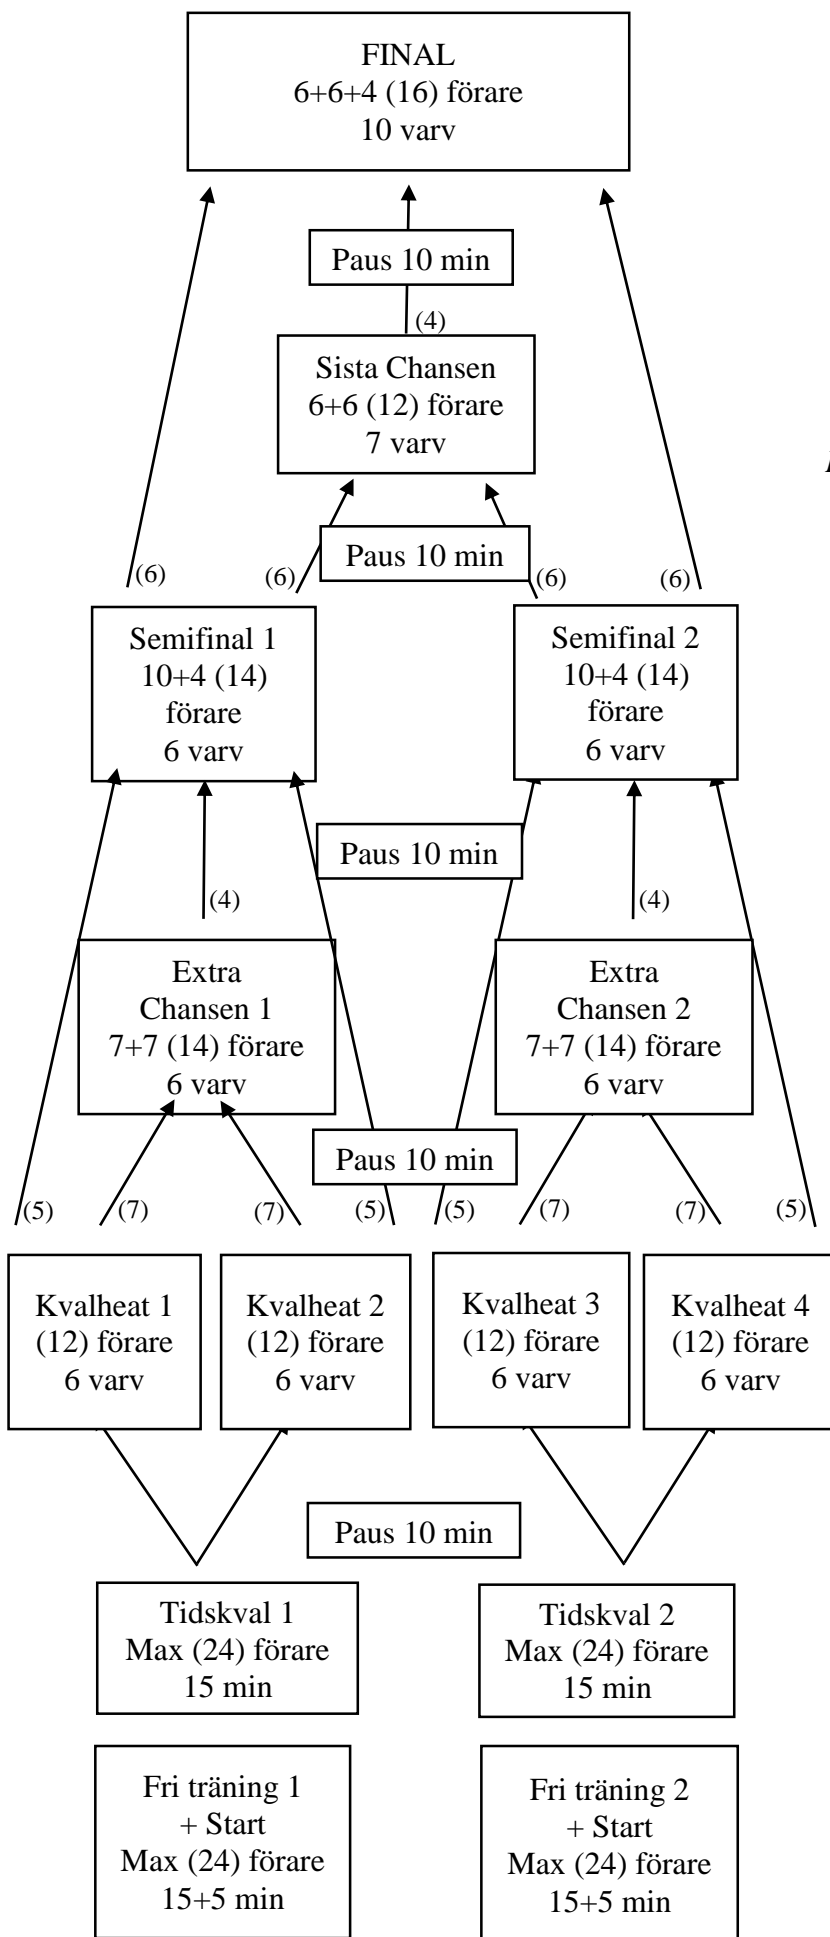 FINAL
6+6+4 (16) förare
10 varv
Paus 10 min
(4)
Sista Chansen
6+6 (12) förare
7 varv
Paus 10 min
(6)
(6)
(6)
(6)
Semifinal 1
10+4 (14)
förare
6 varv
Semifinal 2
10+4 (14)
förare
6 varv
Paus 10 min
(4)
(4)
Extra
Chansen 1
7+7 (14) förare
6 varv
Extra
Chansen 2
7+7 (14) förare
6 varv
Paus 10 min
(5)
(7)
(7)
(5)
(5)
(7)
(7)
(5)
Kvalheat 1
(12) förare
6 varv
Kvalheat 2
(12) förare
6 varv
Kvalheat 3
(12) förare
6 varv
Kvalheat 4
(12) förare
6 varv
Paus 10 min
Tidskval 1
Max (24) förare
15 min
Tidskval 2
Max (24) förare
15 min
Fri träning 1
+ Start
Max (24) förare
15+5 min
Fri träning 2
+ Start
Max (24) förare
15+5 min